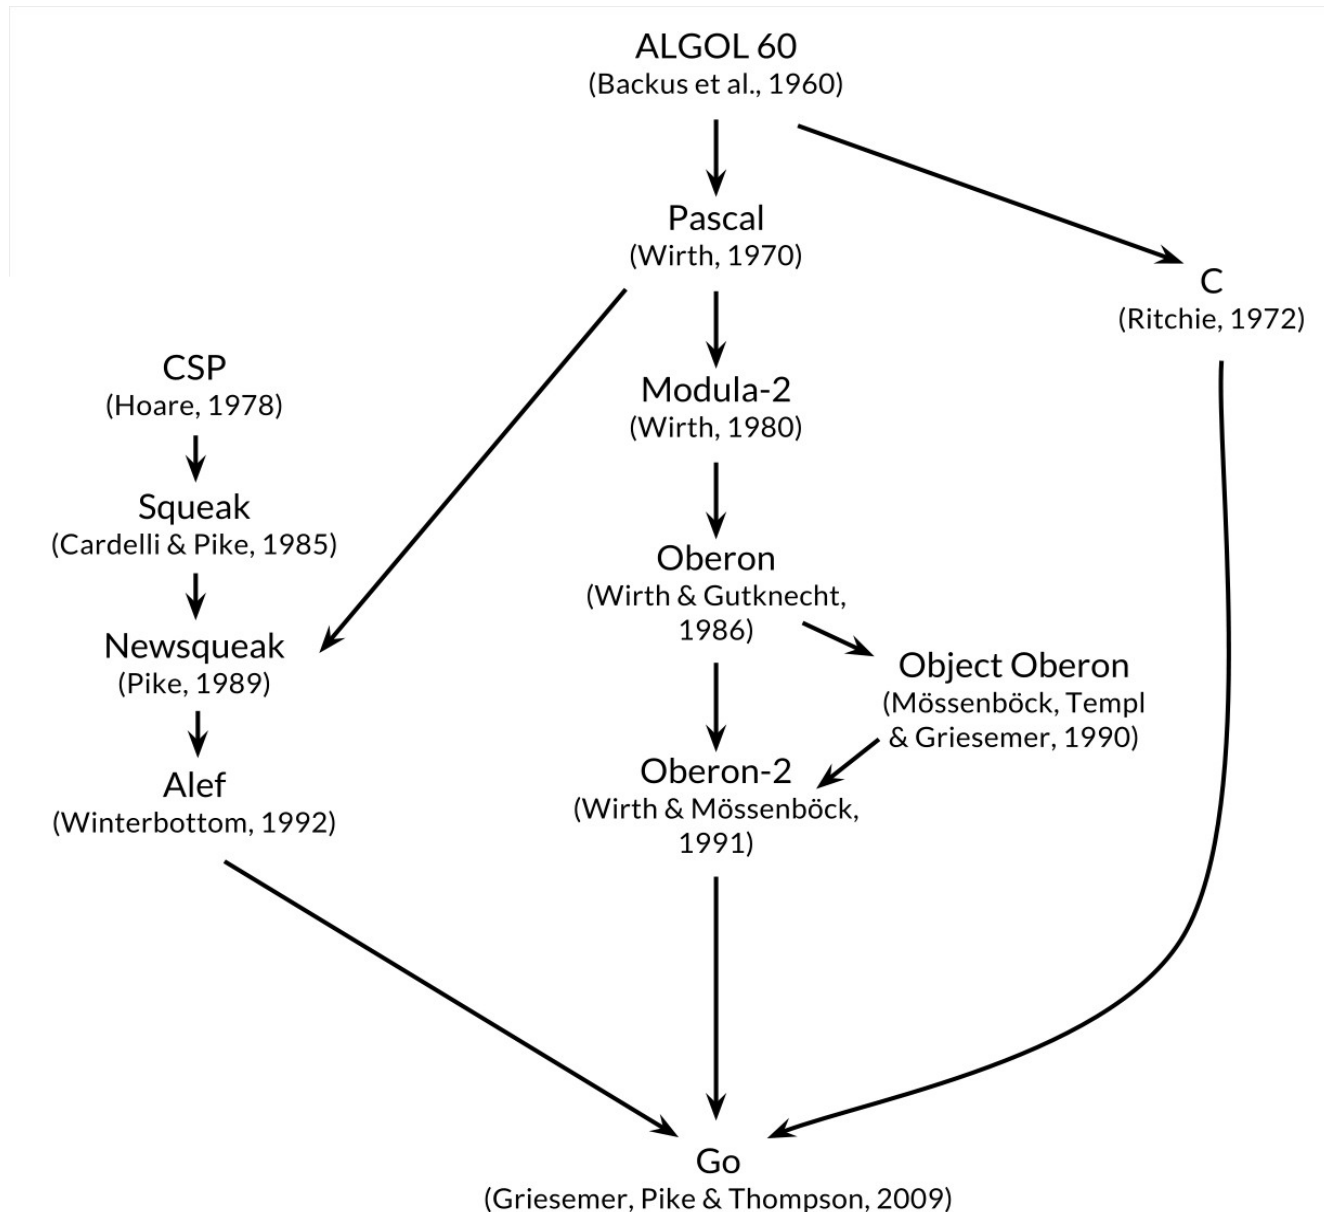 ALGOL 60
(Backus et al., 1960)
Pascal
(Wirth, 1970)
C
(Ritchie, 1972)
CSP
(Hoare, 1978)
Modula-2
(Wirth, 1980)
Squeak
(Cardelli & Pike, 1985)
Oberon
(Wirth & Gutknecht,
1986)
Newsqueak
(Pike, 1989)
Object Oberon
(Mössenböck, Templ
& Griesemer, 1990)
Alef
(Winterbottom, 1992)
Oberon-2
(Wirth & Mössenböck,
1991)
Go
(Griesemer, Pike & Thompson, 2009)